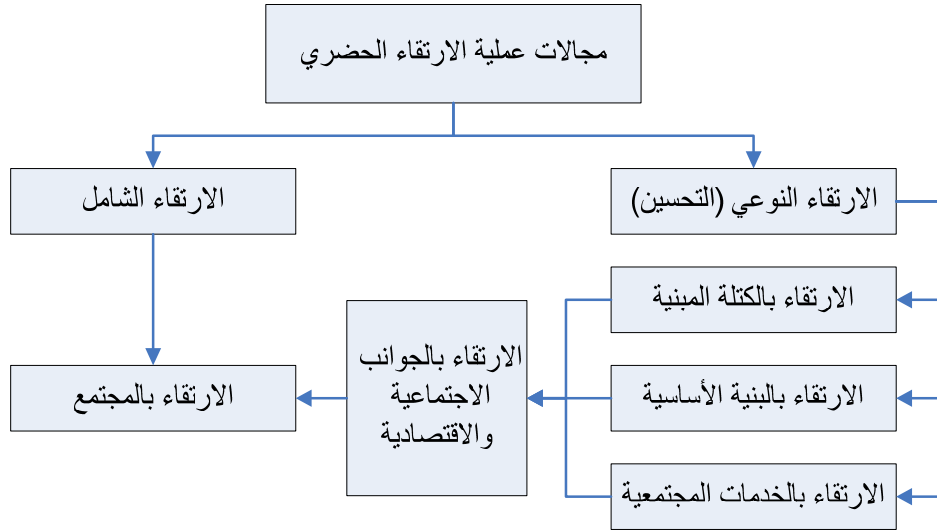 مجالات عملية الارتقاء الحضري
الارتقاء النوعي (التحسين)
الارتقاء الشامل
الارتقاء بالكتلة المبنية
الارتقاء بالبنية الأساسية
الارتقاء بالخدمات المجتمعية
الارتقاء بالجوانب
الاجتماعية
والاقتصادية
الارتقاء بالمجتمع